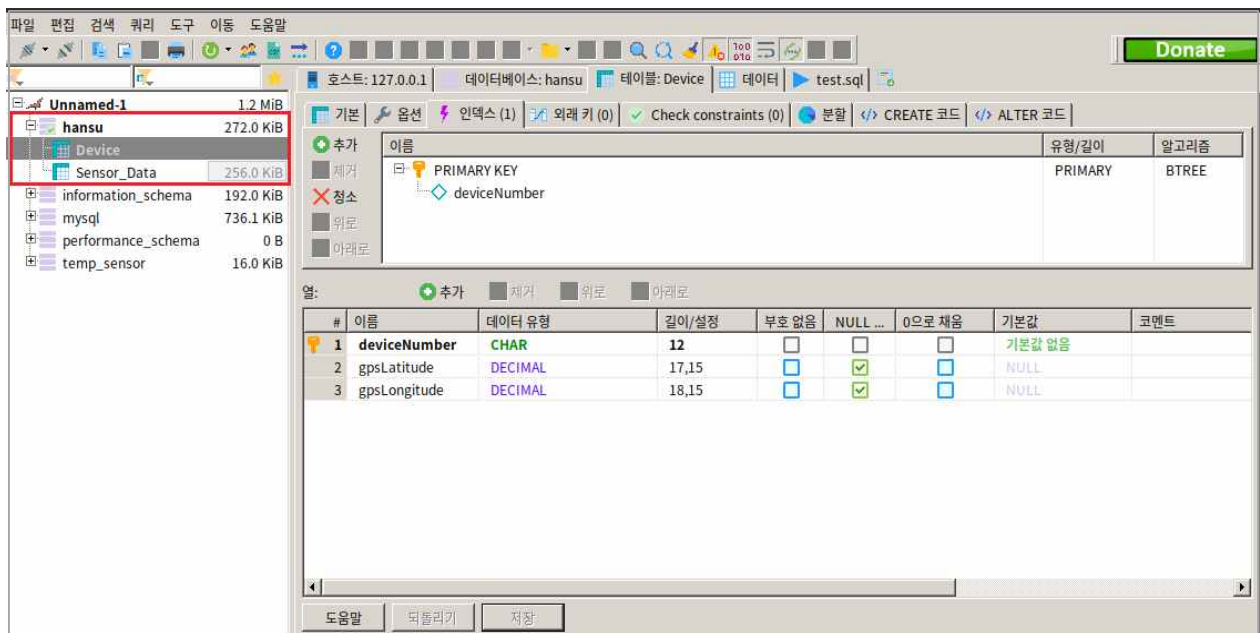 파일 편집 검색 쿼리 도구 이동 도움말
Donate
호스트: 127.0.0.1 데이터베이스: hansu 테이블: Device 데이터 test.sql
Unnamed-1 1.2 MiB
hansu 272.0 KiB
Device
Sensor_Data 256.0 KiB
information_schema 192.0 KiB
mysql 736.1 KiB
performance_schema 0 B
temp_sensor 16.0 KiB
기본 옵션 인덱스 (1) 외래 키 (0) Check constraints (0) 분할 </> CREATE 코드 </> ALTER 코드
추가 이름 유형/길이 알고리즘
제거 PRIMARY KEY PRIMARY BTREE
청소 deviceNumber
위로
아래로
열: 추가 제거 위로 아래로
# 이름 데이터 유형 길이/설정 부호 없음 NULL ... 0으로 채움 기본값 코멘트
1 deviceNumber CHAR 12 기본값 없음
2 gpsLatitude DECIMAL 17,15 NULL
3 gpsLongitude DECIMAL 18,15 NULL
도움말 되돌리기 저장